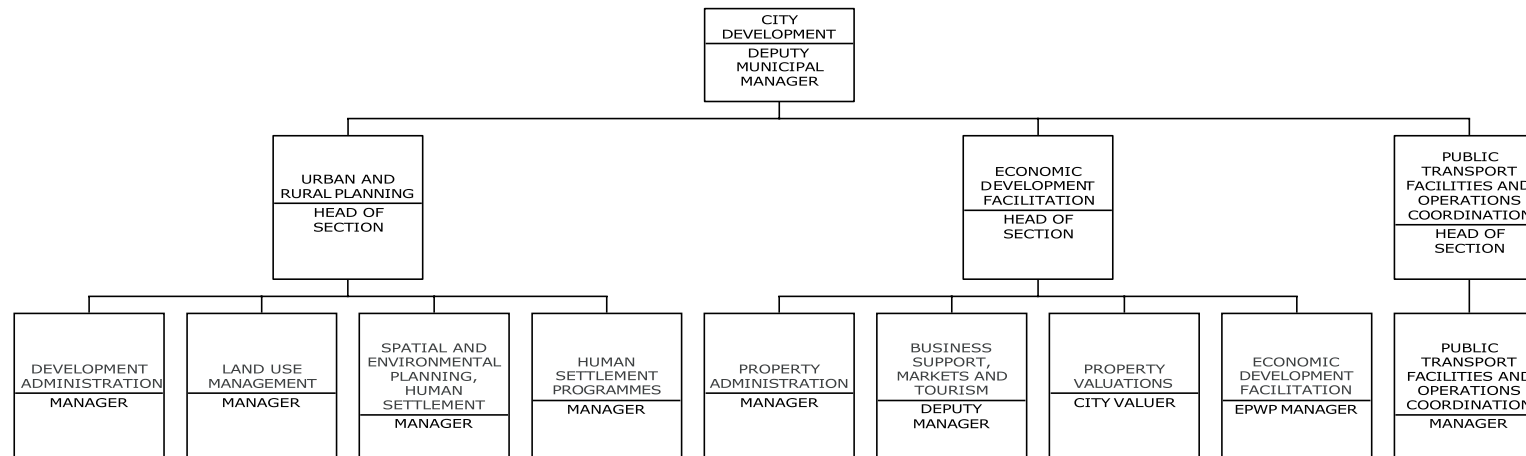 CITY
DEVELOPMENT
DEPUTY
MUNICIPAL
MANAGER
URBAN AND
RURAL PLANNING
HEAD OF
SECTION
ECONOMIC
DEVELOPMENT
FACILITATION
HEAD OF
SECTION
PUBLIC
TRANSPORT
FACILITIES AND
OPERATIONS
COORDINATION
HEAD OF
SECTION
DEVELOPMENT
ADMINISTRATION
MANAGER
LAND USE
MANAGEMENT
MANAGER
SPATIAL AND
ENVIRONMENTAL
PLANNING,
HUMAN
SETTLEMENT
MANAGER
HUMAN
SETTLEMENT
PROGRAMMES
MANAGER
PROPERTY
ADMINISTRATION
MANAGER
BUSINESS
SUPPORT,
MARKETS AND
TOURISM
DEPUTY
MANAGER
PROPERTY
VALUATIONS
CITY VALUER
ECONOMIC
DEVELOPMENT
FACILITATION
EPWP MANAGER
PUBLIC
TRANSPORT
FACILITIES AND
OPERATIONS
COORDINATION
MANAGER